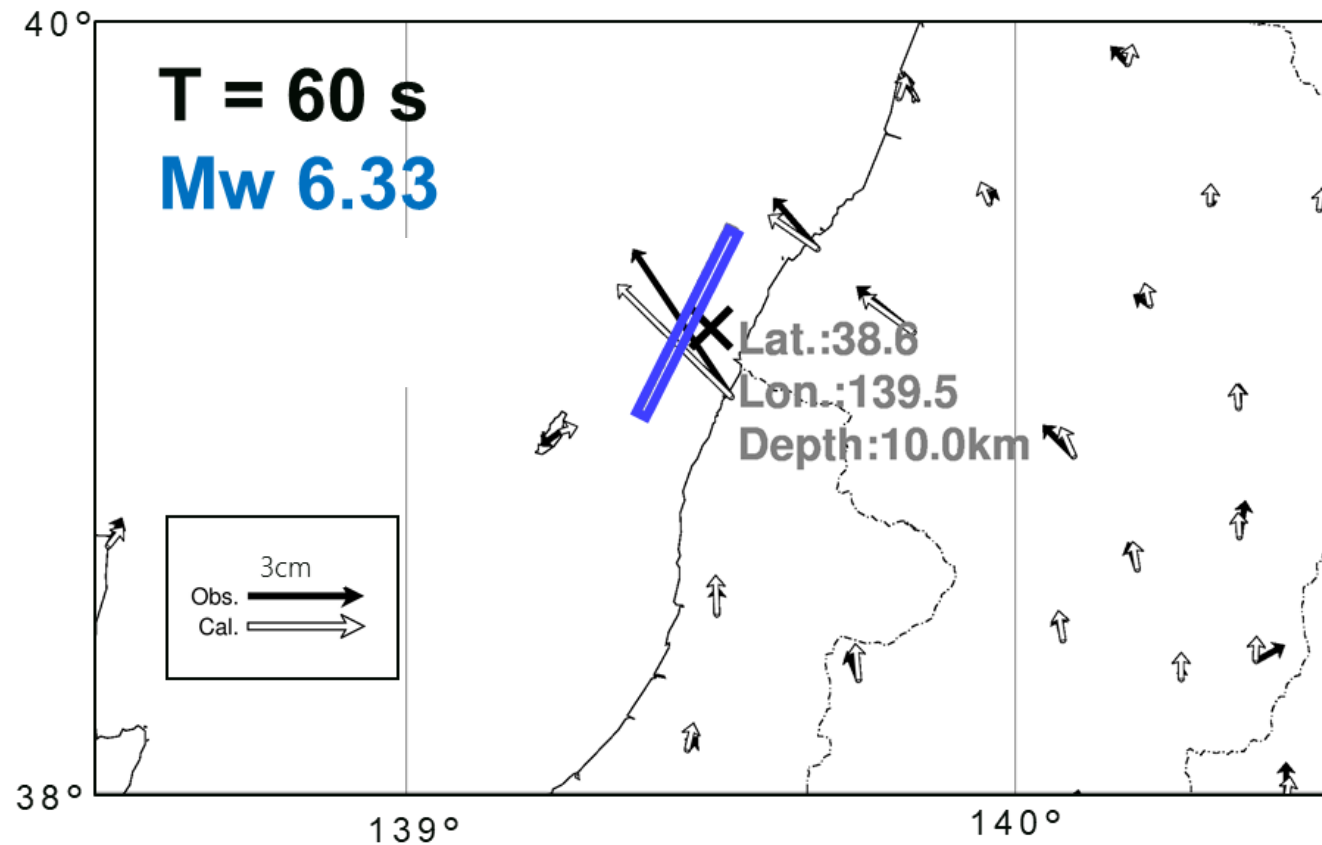 40°
T = 60 s
Mw 6.33
Lat.:38.6
Lon.:139.5
Depth:10.0km
3cm
Obs.
Cal.
38°
139°
140°